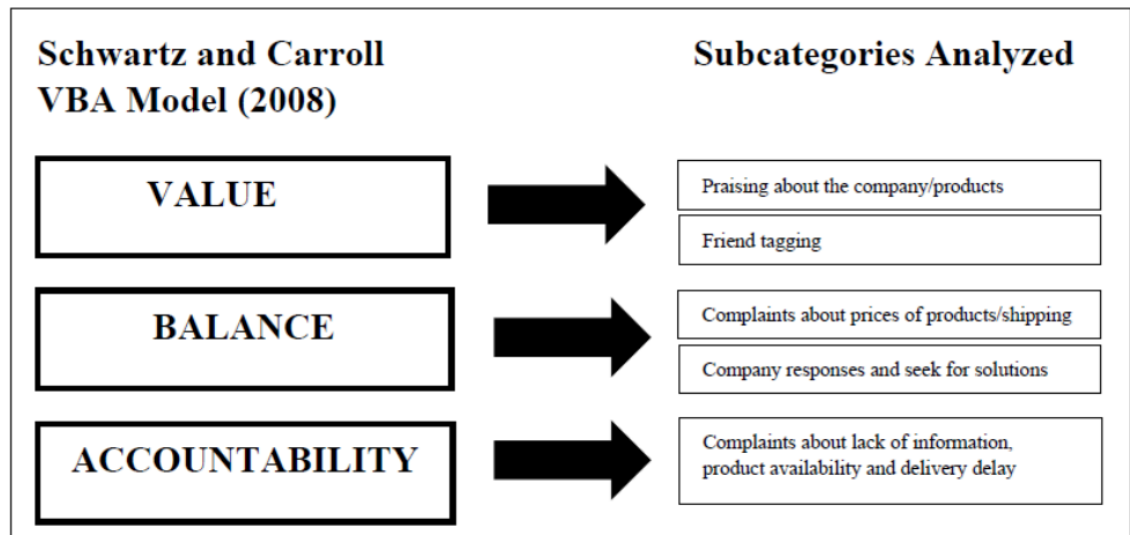 Schwartz and Carroll
VBA Model (2008)
Subcategories Analyzed
VALUE
Praising about the company/products
Friend tagging
BALANCE
Complaints about prices of products/shipping
Company responses and seek for solutions
ACCOUNTABILITY
Complaints about lack of information,
product availability and delivery delay